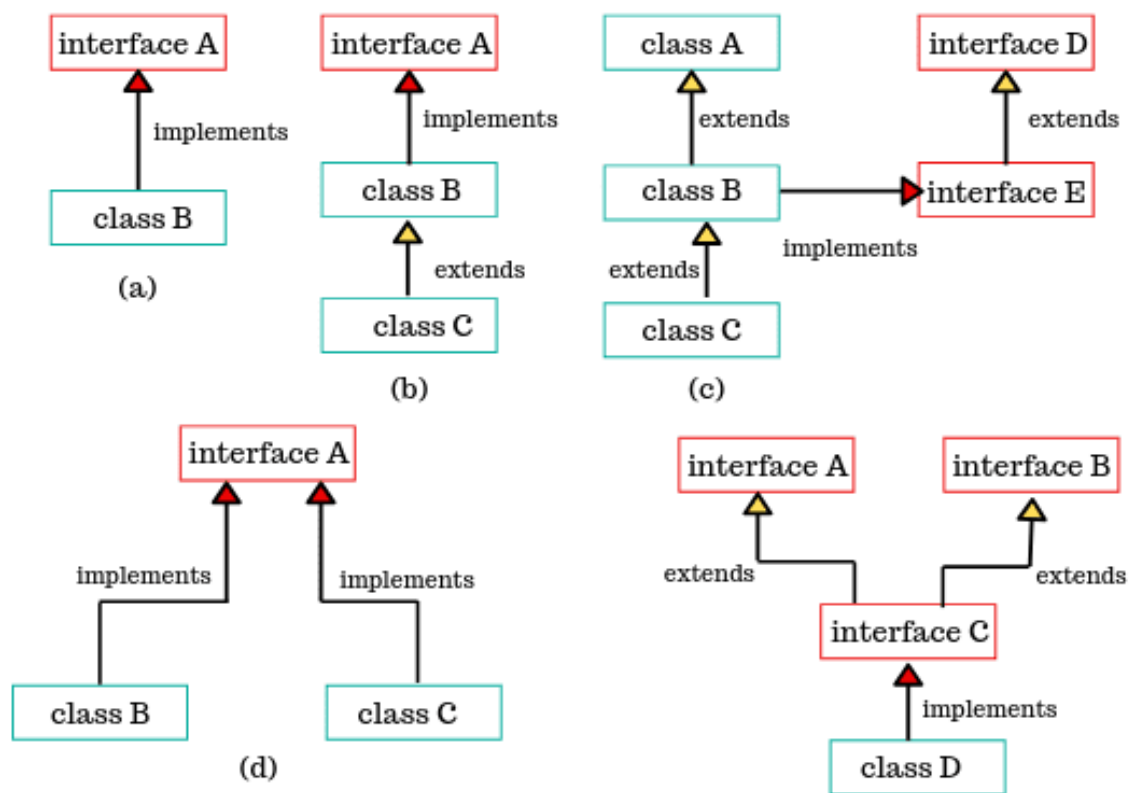 interface A
implements
class B
(a)
interface A
implements
class B
extends
class C
(b)
class A
extends
class B
extends
class C
(c)
implements
interface D
extends
interface E
interface A
implements
implements
class B
class C
(d)
interface A
interface B
extends
extends
interface C
implements
class D